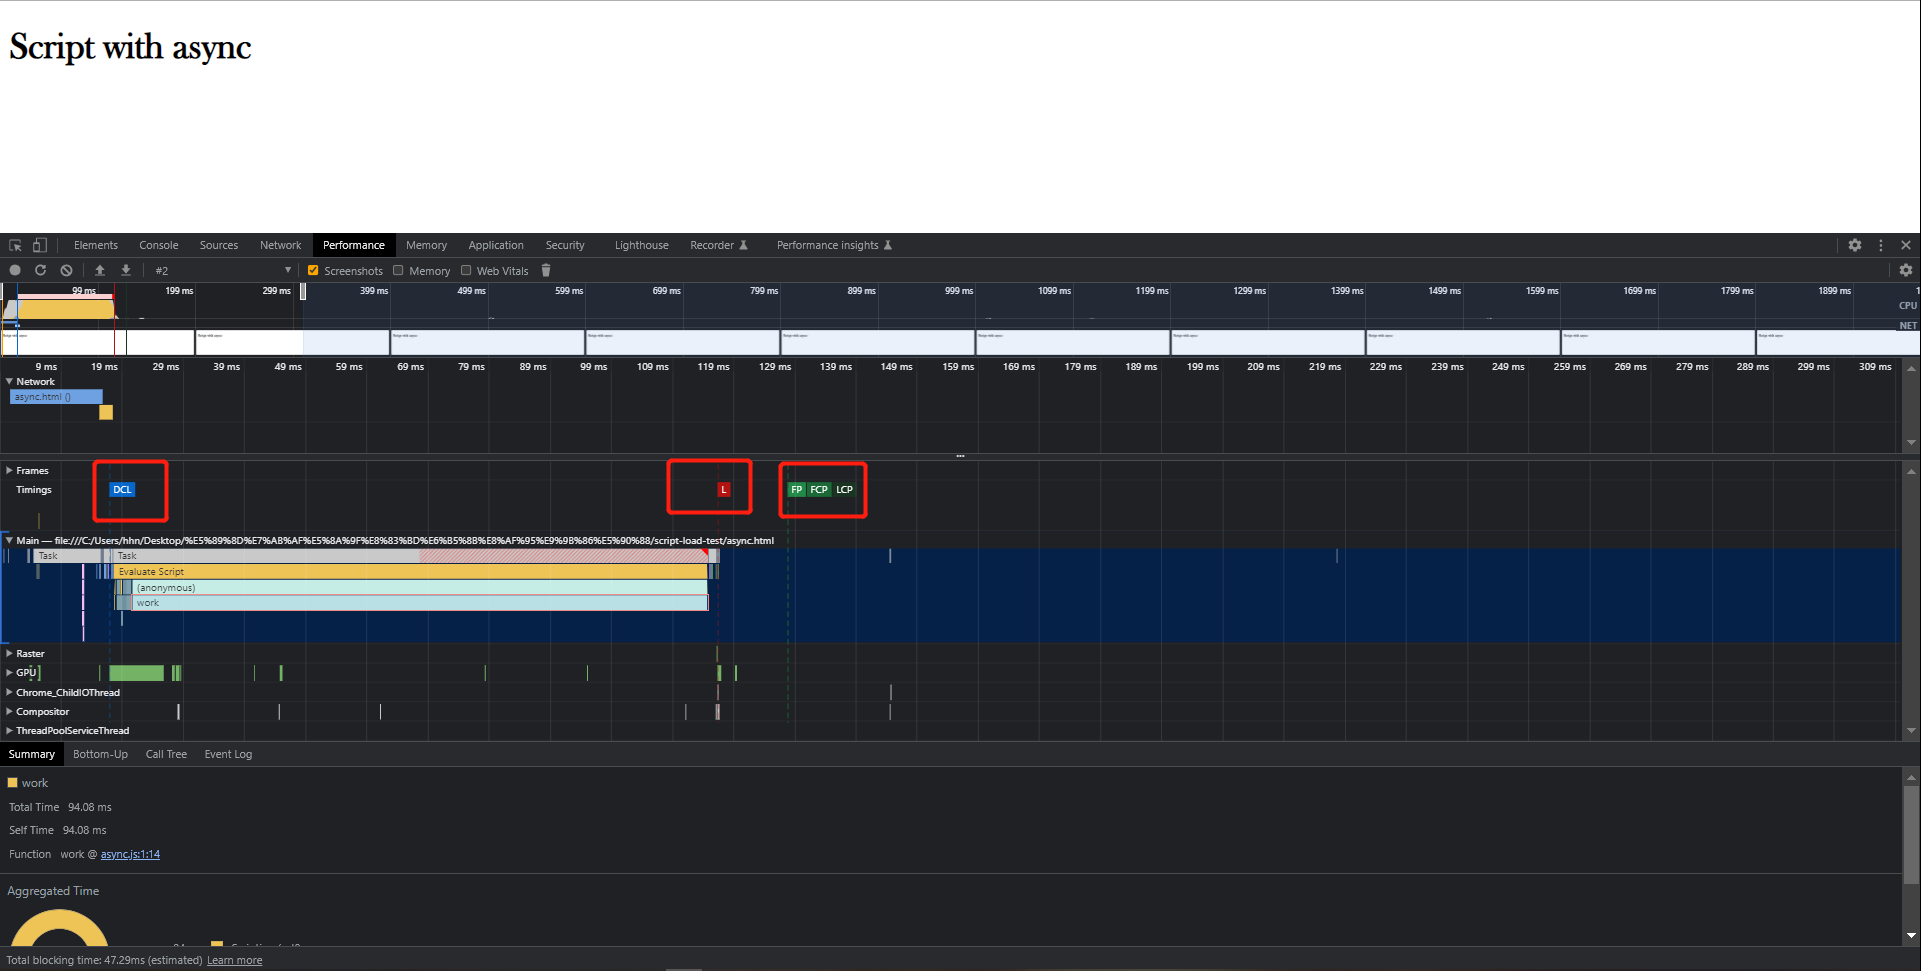 Script with async
Elements Console Sources Network Performance Memory Application Security Lighthouse Recorder Performance insights
#2 Screenshots Memory Web Vitals
99 ms 199 ms 299 ms 399 ms 499 ms 599 ms 699 ms 799 ms 899 ms 999 ms 1099 ms 1199 ms 1299 ms 1399 ms 1499 ms 1599 ms 1699 ms 1799 ms 1899 ms 1
CPU
NET
9 ms 19 ms 29 ms 39 ms 49 ms 59 ms 69 ms 79 ms 89 ms 99 ms 109 ms 119 ms 129 ms 139 ms 149 ms 159 ms 169 ms 179 ms 189 ms 199 ms 209 ms 219 ms 229 ms 239 ms 249 ms 259 ms 269 ms 279 ms 289 ms 299 ms 309 ms
Network
async.html ()
Frames
Timings DCL L FP FCP LCP
Main — file:///C:/Users/hhn/Desktop/%E5%89%8D%E7%AB%AF%E5%8A%9F%E8%83%BD%E6%B5%8B%E8%AF%95%E9%9B%86%E5%90%88/script-load-test/async.html
Task Task
Evaluate Script
(anonymous)
work
Raster
GPU
Chrome_ChildIOThread
Compositor
ThreadPoolServiceThread
Summary Bottom-Up Call Tree Event Log
work
Total Time 94.08 ms
Self Time 94.08 ms
Function work @ async.js:1:14
Aggregated Time
Total blocking time: 47.29ms (estimated) Learn more